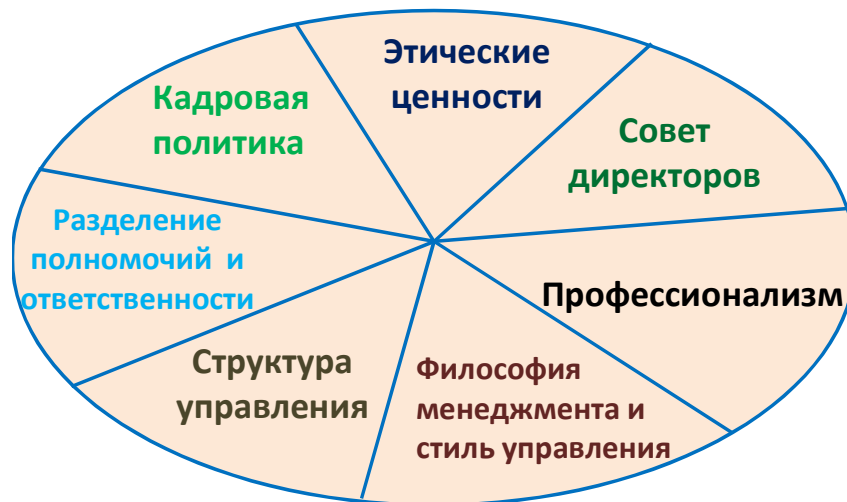 Этические
ценности
Совет
директоров
Профессионализм
Философия
менеджмента и
стиль управления
Структура
управления
Разделение
полномочий и
ответственности
Кадровая
политика